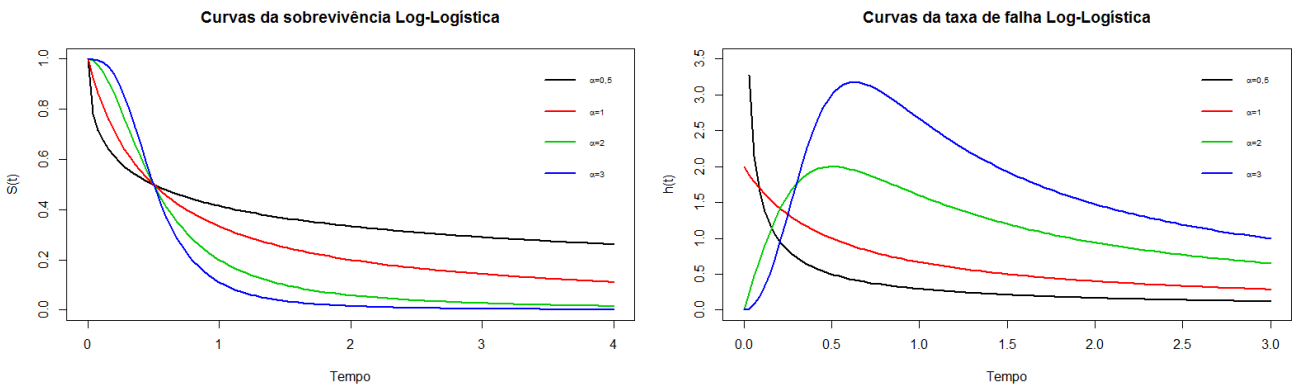 Curvas da sobrevivência Log-Logística
S(t)
1.0
0.8
0.6
0.4
0.2
0.0
α=0,5
α=1
α=2
α=3
0 1 2 3 4
Tempo
Curvas da taxa de falha Log-Logística
h(t)
3.5
3.0
2.5
2.0
1.5
1.0
0.5
0.0
α=0,5
α=1
α=2
α=3
0.0 0.5 1.0 1.5 2.0 2.5 3.0
Tempo